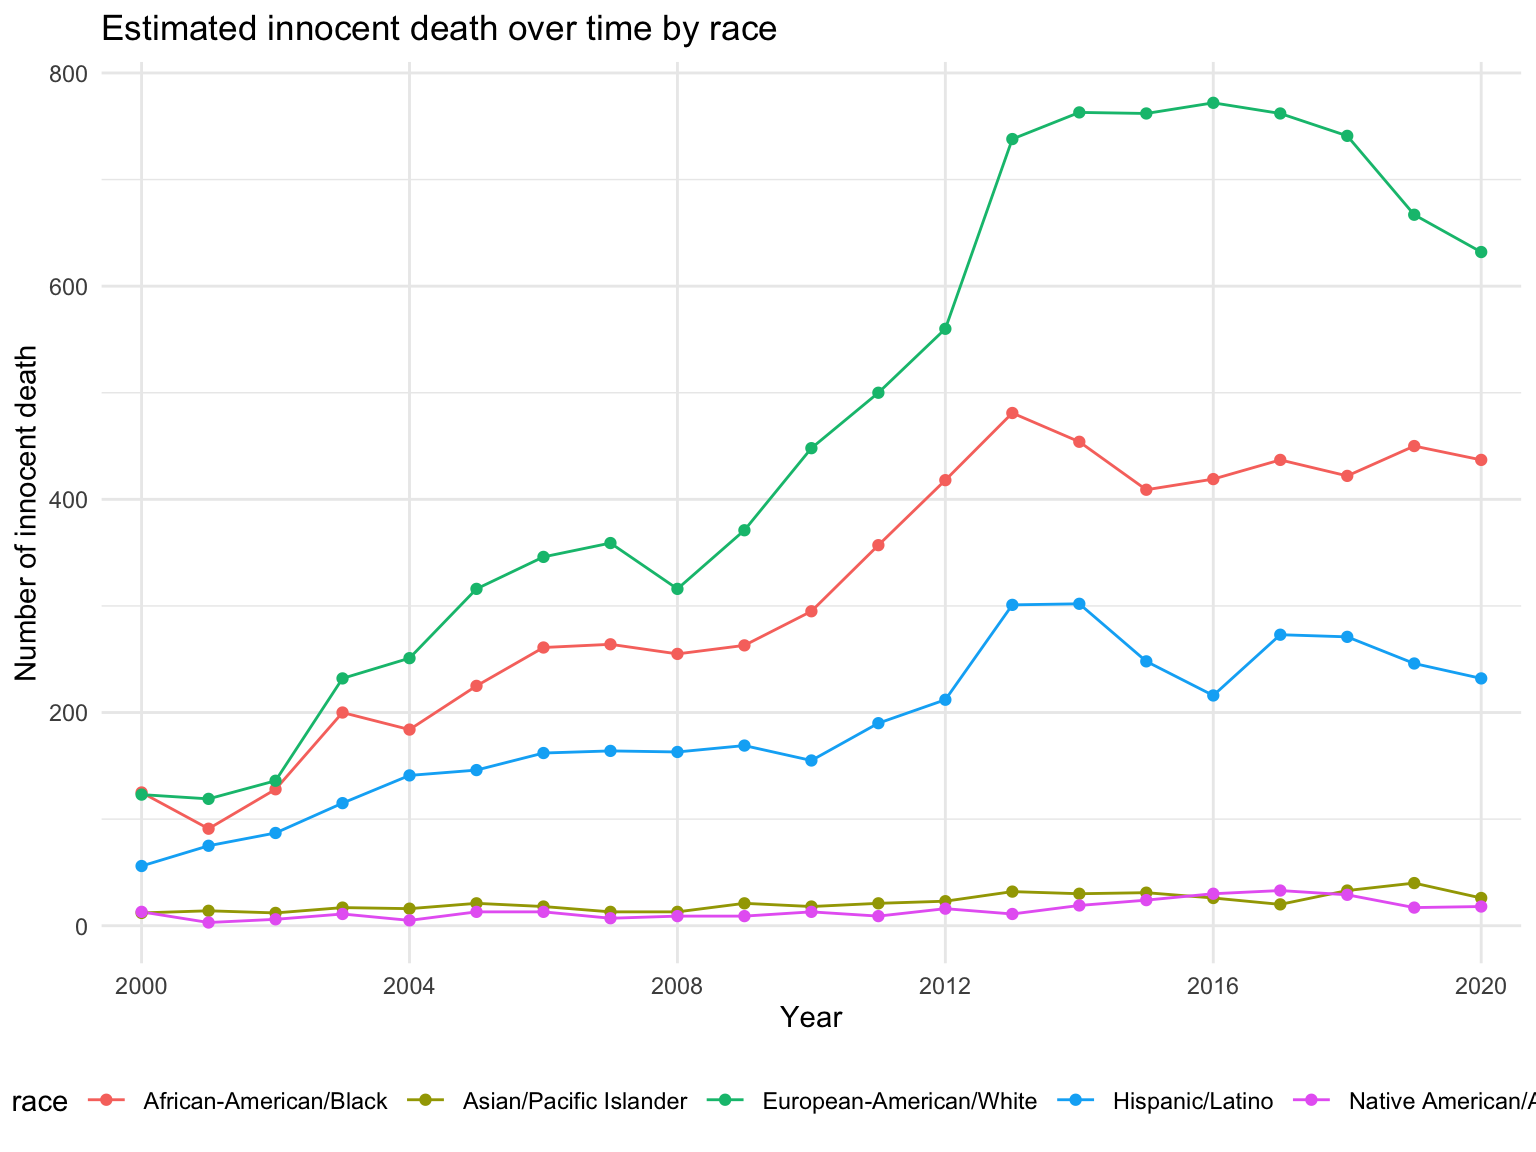 Estimated innocent death over time by race
800
600
400
200
0
Number of innocent death
2000 2004 2008 2012 2016 2020
Year
race African-American/Black Asian/Pacific Islander European-American/White Hispanic/Latino Native American/